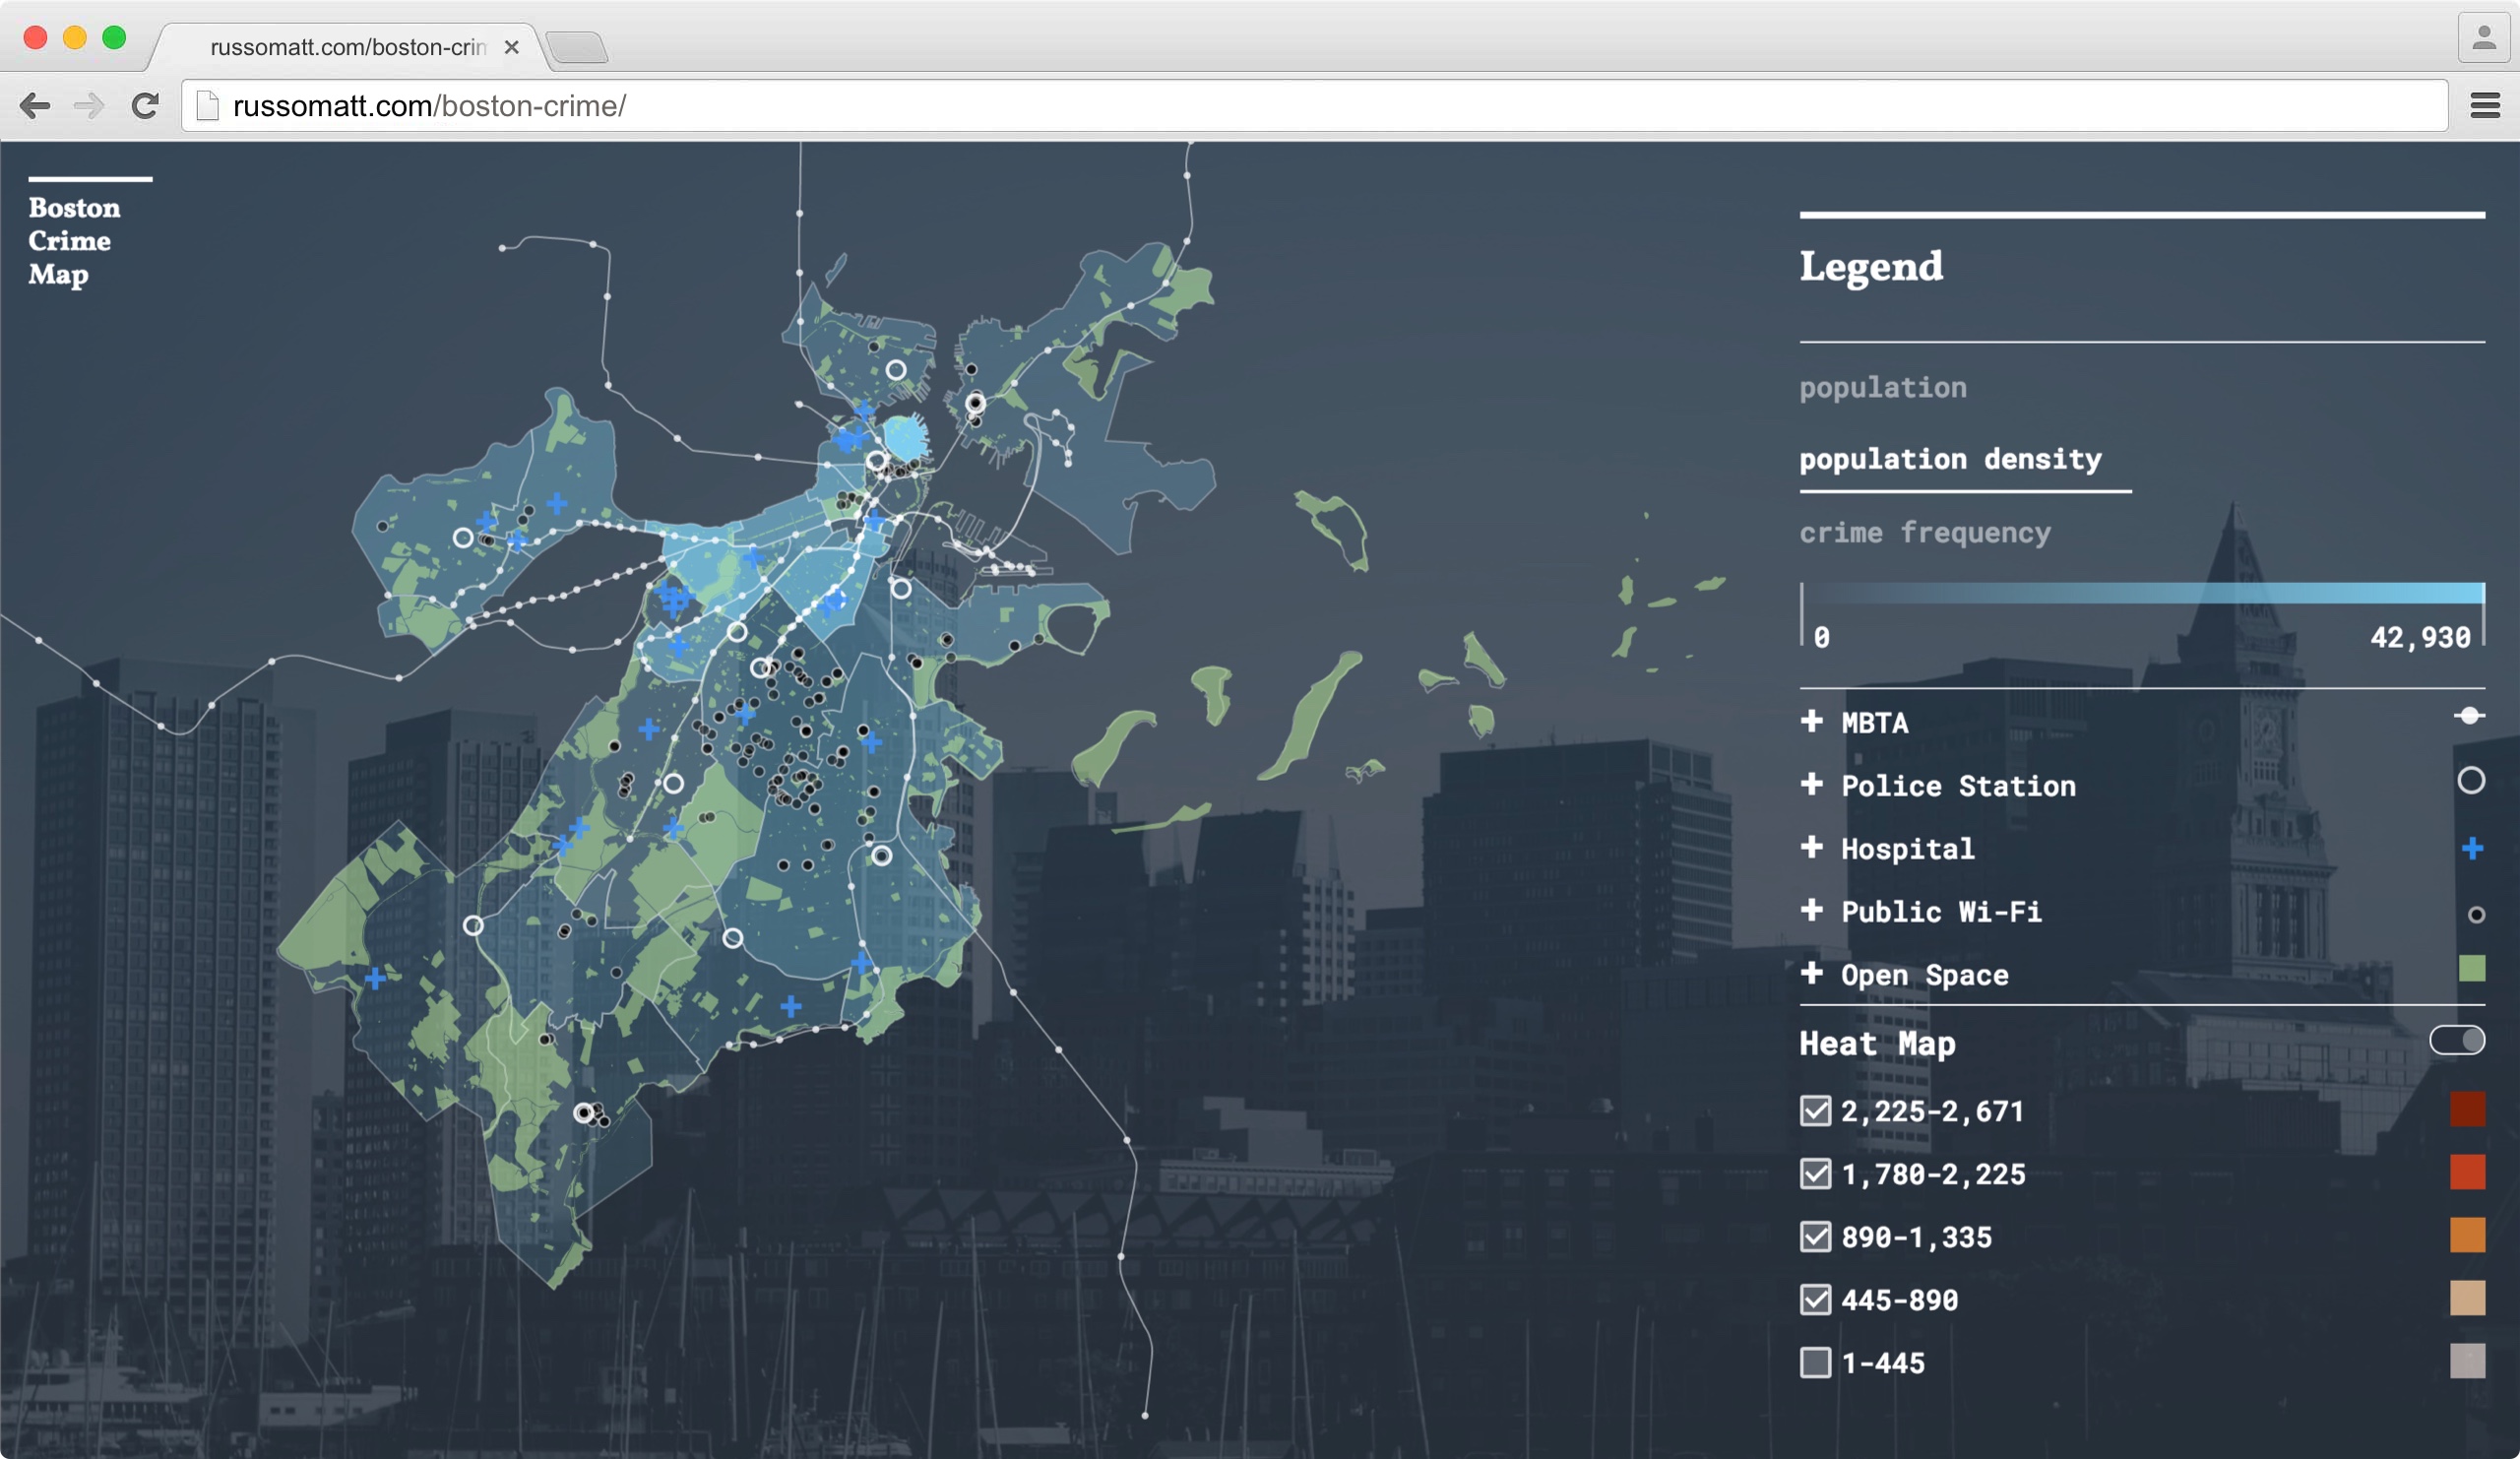 russomatt.com/boston-crim
russomatt.com/boston-crime/
Boston
Crime
Map
Legend
population
population density
crime frequency
0
42,930
MBTA
Police Station
Hospital
Public Wi-Fi
Open Space
Heat Map
2,225-2,671
1,780-2,225
890-1,335
445-890
1-445